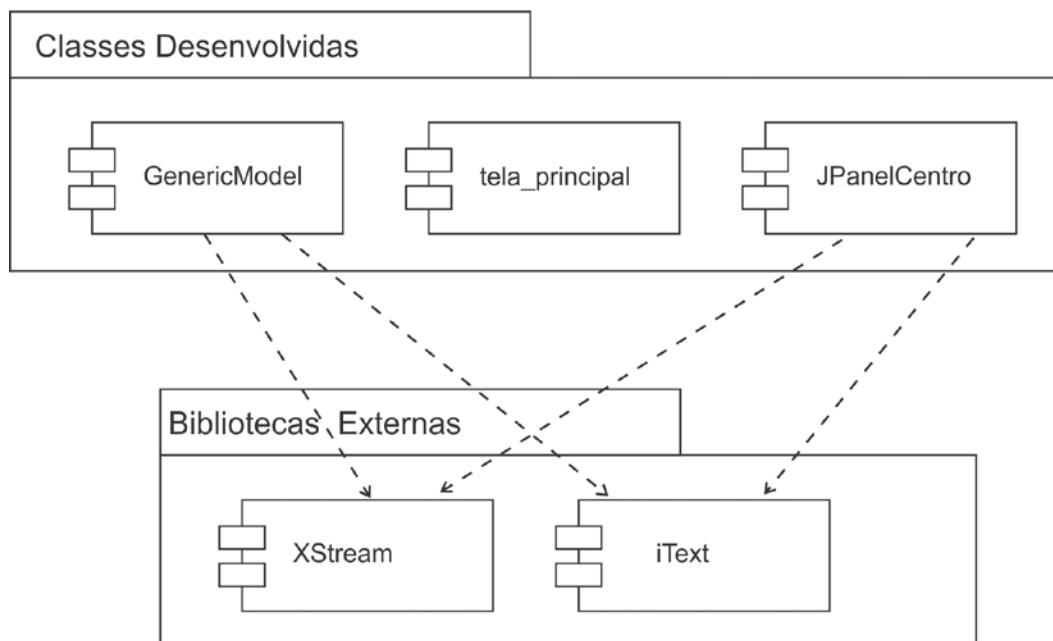 Classes Desenvolvidas
GenericModel
tela_principal
JPanelCentro
Bibliotecas Externas
XStream
iText